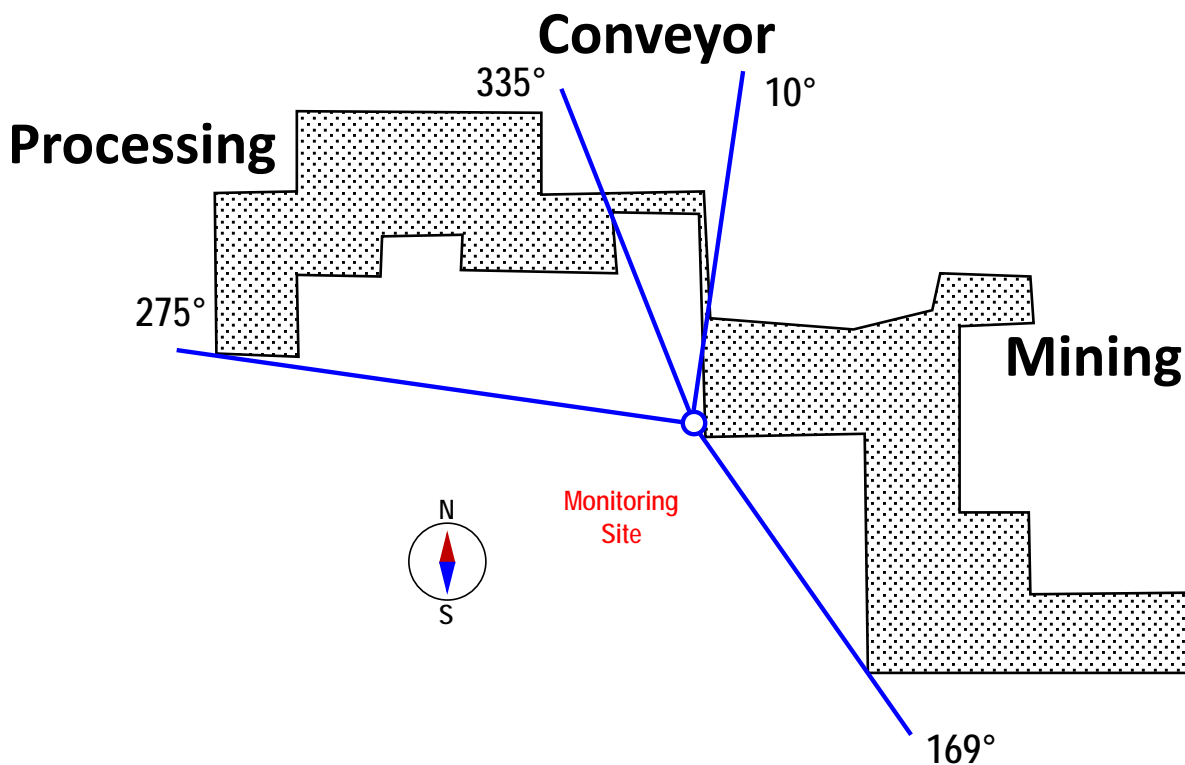 Conveyor
335°
10°
Processing
275°
Mining
Monitoring
Site
N
S
169°